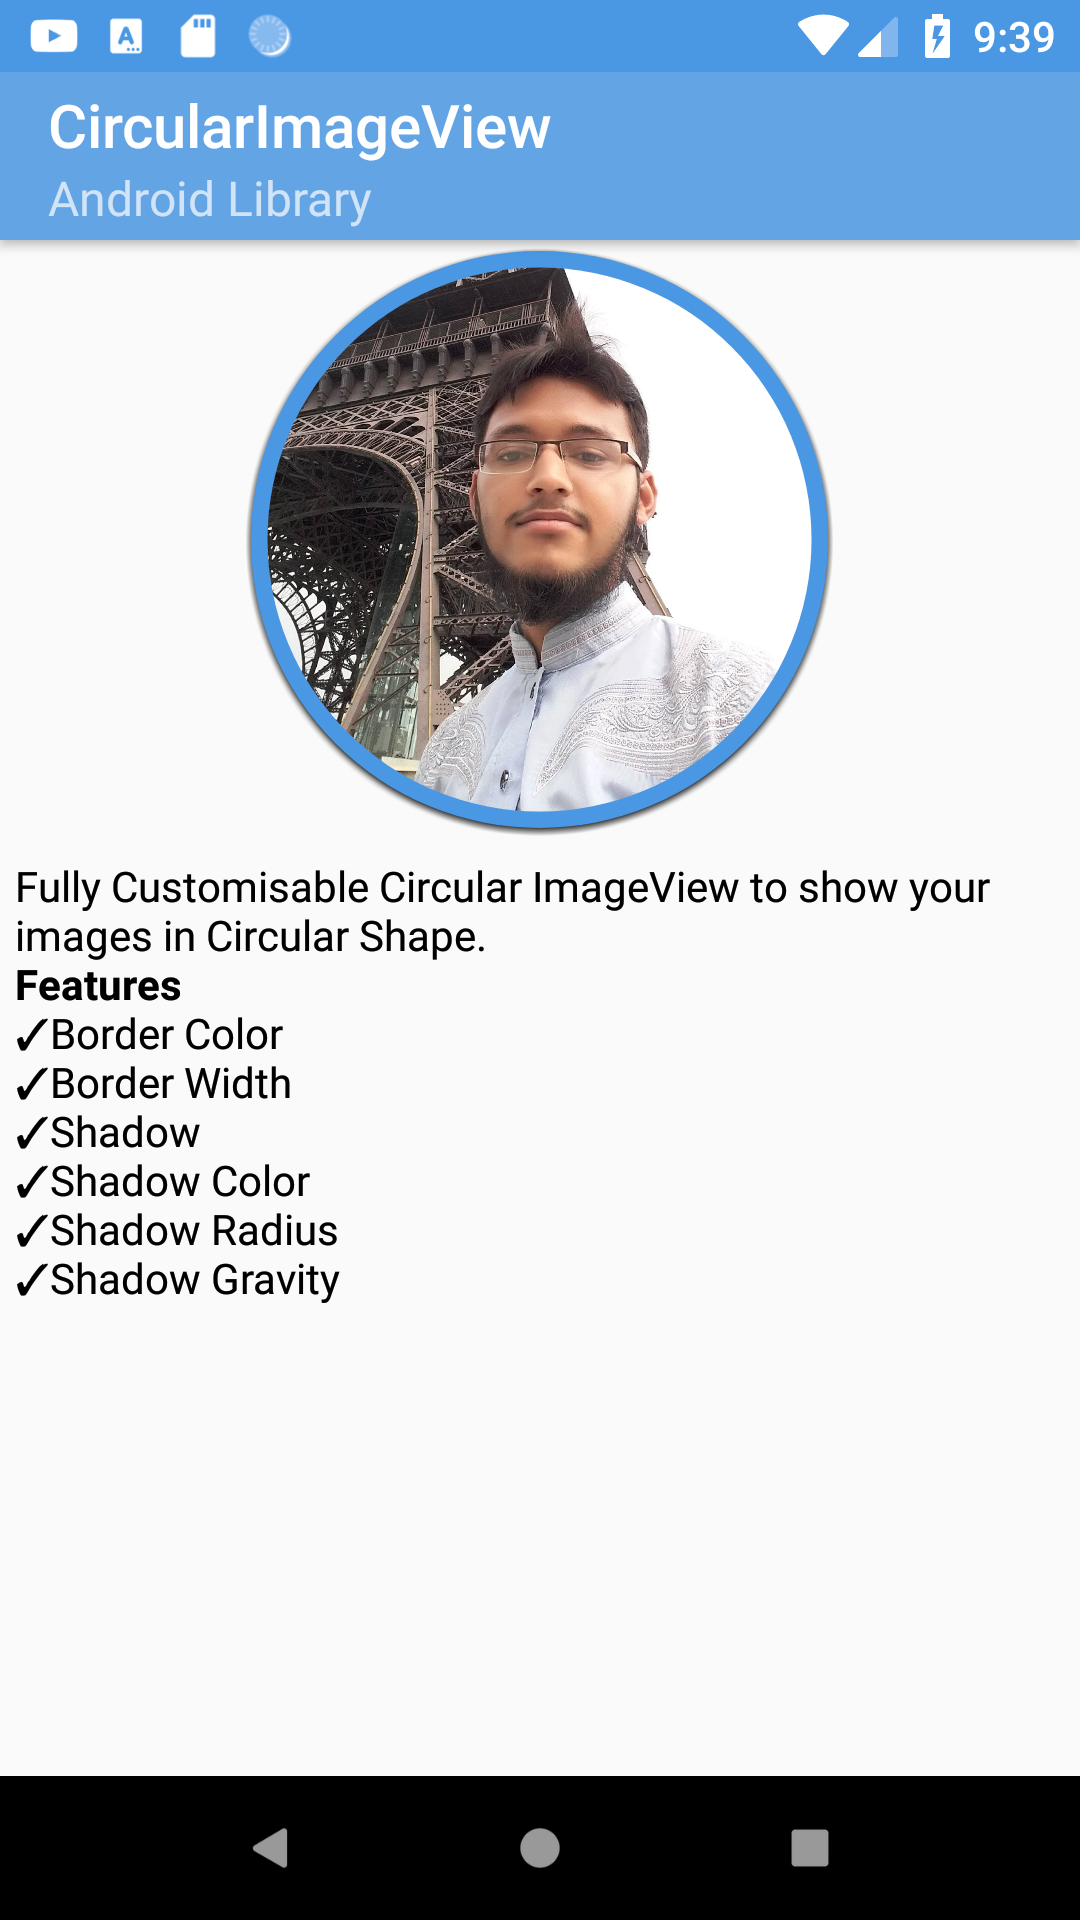 9:39
CircularImageView
Android Library
Fully Customisable Circular ImageView to show your
images in Circular Shape.
Features
✓Border Color
✓Border Width
✓Shadow
✓Shadow Color
✓Shadow Radius
✓Shadow Gravity